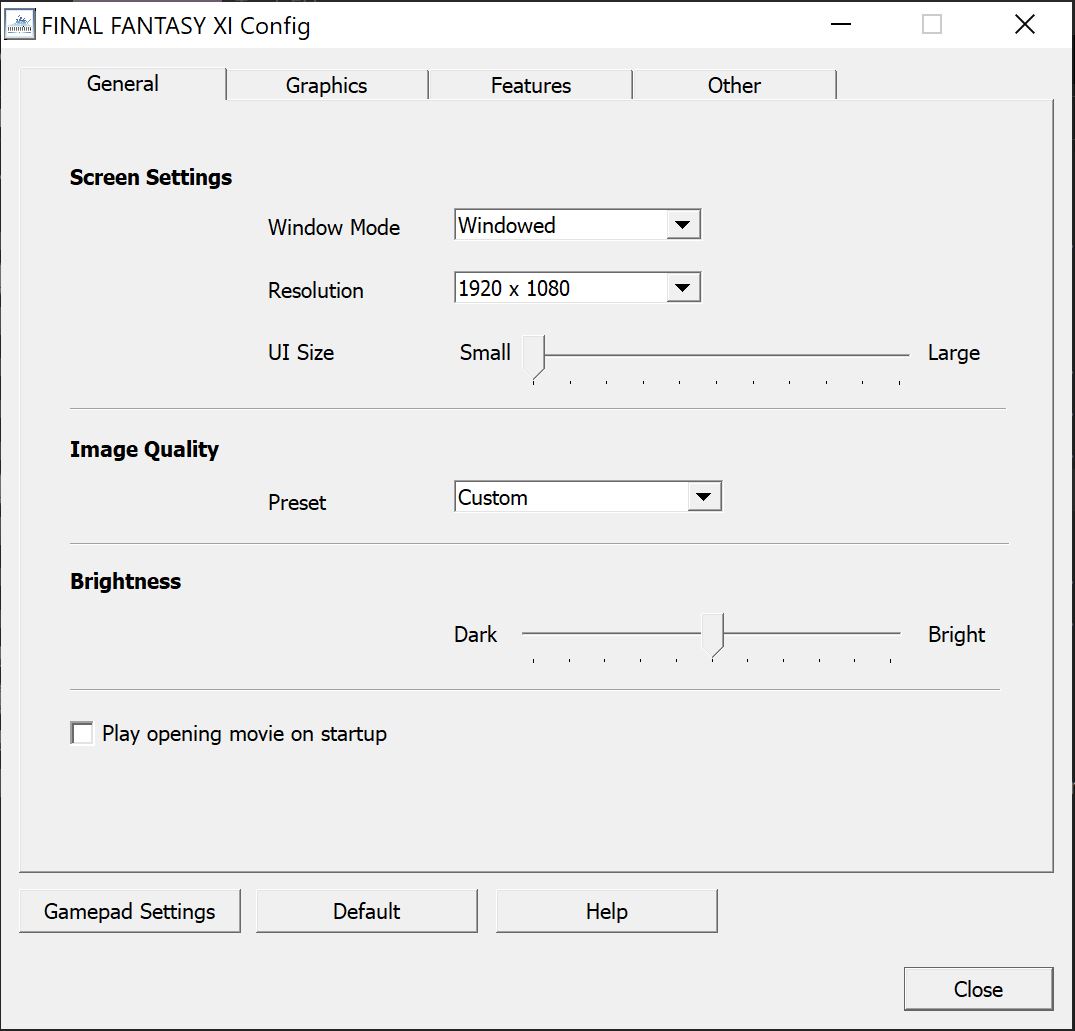 FINAL FANTASY XI Config
General Graphics Features Other
Screen Settings
Window Mode Windowed
Resolution 1920 x 1080
UI Size Small Large
Image Quality
Preset Custom
Brightness
Dark Bright
Play opening movie on startup
Gamepad Settings Default Help
Close